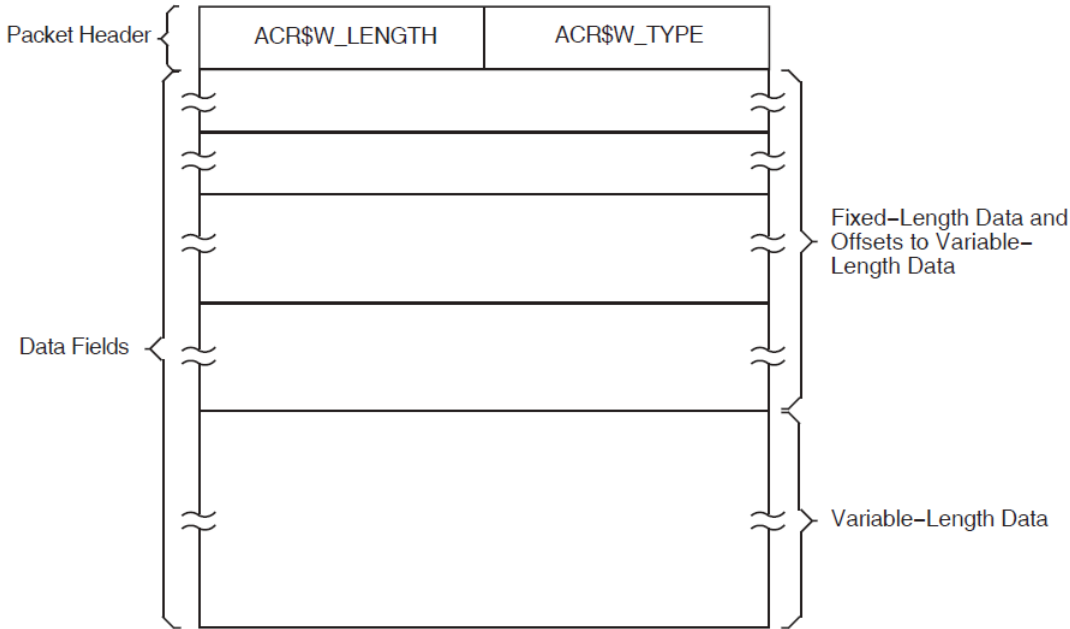 Packet Header
ACR$W_LENGTH
ACR$W_TYPE
Fixed–Length Data and
Offsets to Variable–
Length Data
Data Fields
Variable–Length Data